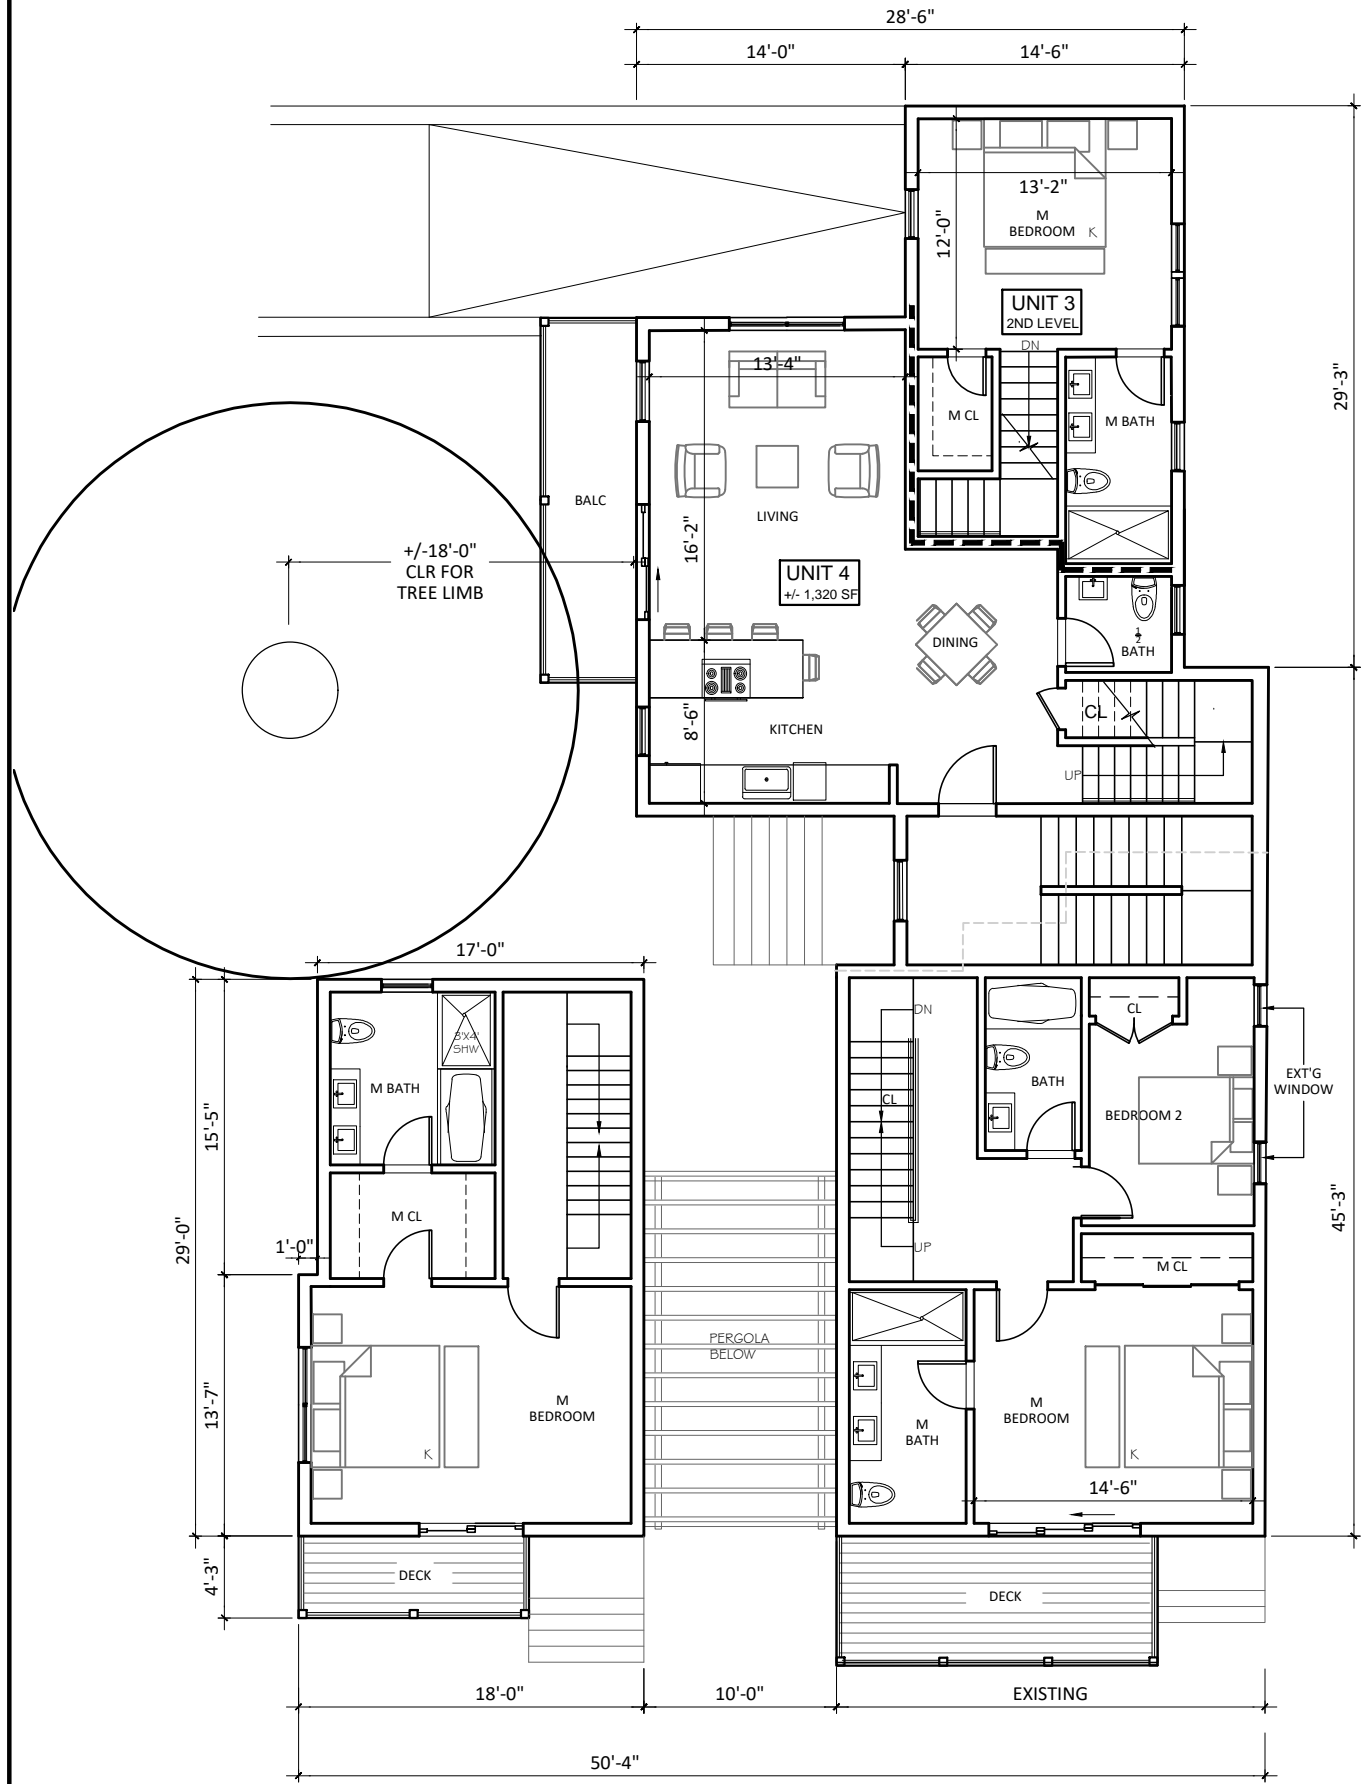 28'-6"
14'-0"
14'-6"
13'-2"
M
BEDROOM
K
12'-0"
UNIT 3
2ND LEVEL
DN
29'-3"
13'-4"
M CL
M BATH
BALC
LIVING
16'-2"
+/-18'-0"
CLR FOR
TREE LIMB
UNIT 4
+/- 1,320 SF
DINING
1
2
BATH
8'-6"
KITCHEN
CL
UP
17'-0"
3'X4'
SHW
M BATH
DN
CL
CL
BATH
BEDROOM 2
EXT'G
WINDOW
15'-5"
29'-0"
M CL
1'-0"
UP
M CL
45'-3"
PERGOLA
BELOW
13'-7"
M
BEDROOM
K
M
BATH
M
BEDROOM
K
14'-6"
4'-3"
DECK
DECK
18'-0"
10'-0"
EXISTING
50'-4"